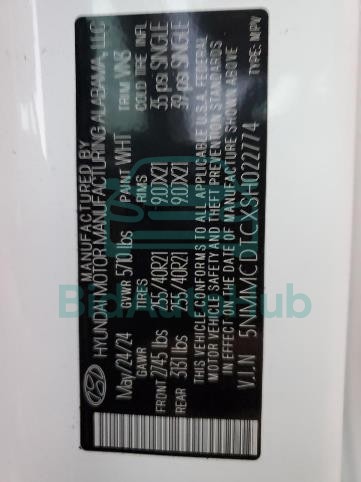 MANUFACTURED BY
HYUNDAI MOTOR MANUFACTURING ALABAMA, LLC
May/24/24 GVWR 5710 lbs PAINT WHT TRIM VN3
GAWR TIRES RIMS COLD TIRE INFL
FRONT 2745 lbs 255/40R21 9.0JX21 35 psi SINGLE
REAR 3131 lbs 255/40R21 9.0JX21 39 psi SINGLE
THIS VEHICLE CONFORMS TO ALL APPLICABLE U.S.A. FEDERAL
MOTOR VEHICLE SAFETY AND THEFT PREVENTION STANDARDS
IN EFFECT ON THE DATE OF MANUFACTURE SHOWN ABOVE
V.I.N 5NMMCDTCXSH022774 TYPE: MPV
BidAutoHub